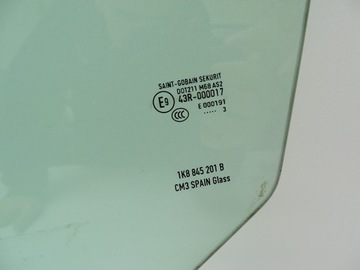 SAINT-GOBAIN SEKURIT
DOT211 M68 AS2
E9 43R-000017
CCC E 000191
..... 3
1K8 845 201 B
CM3 SPAIN Glass